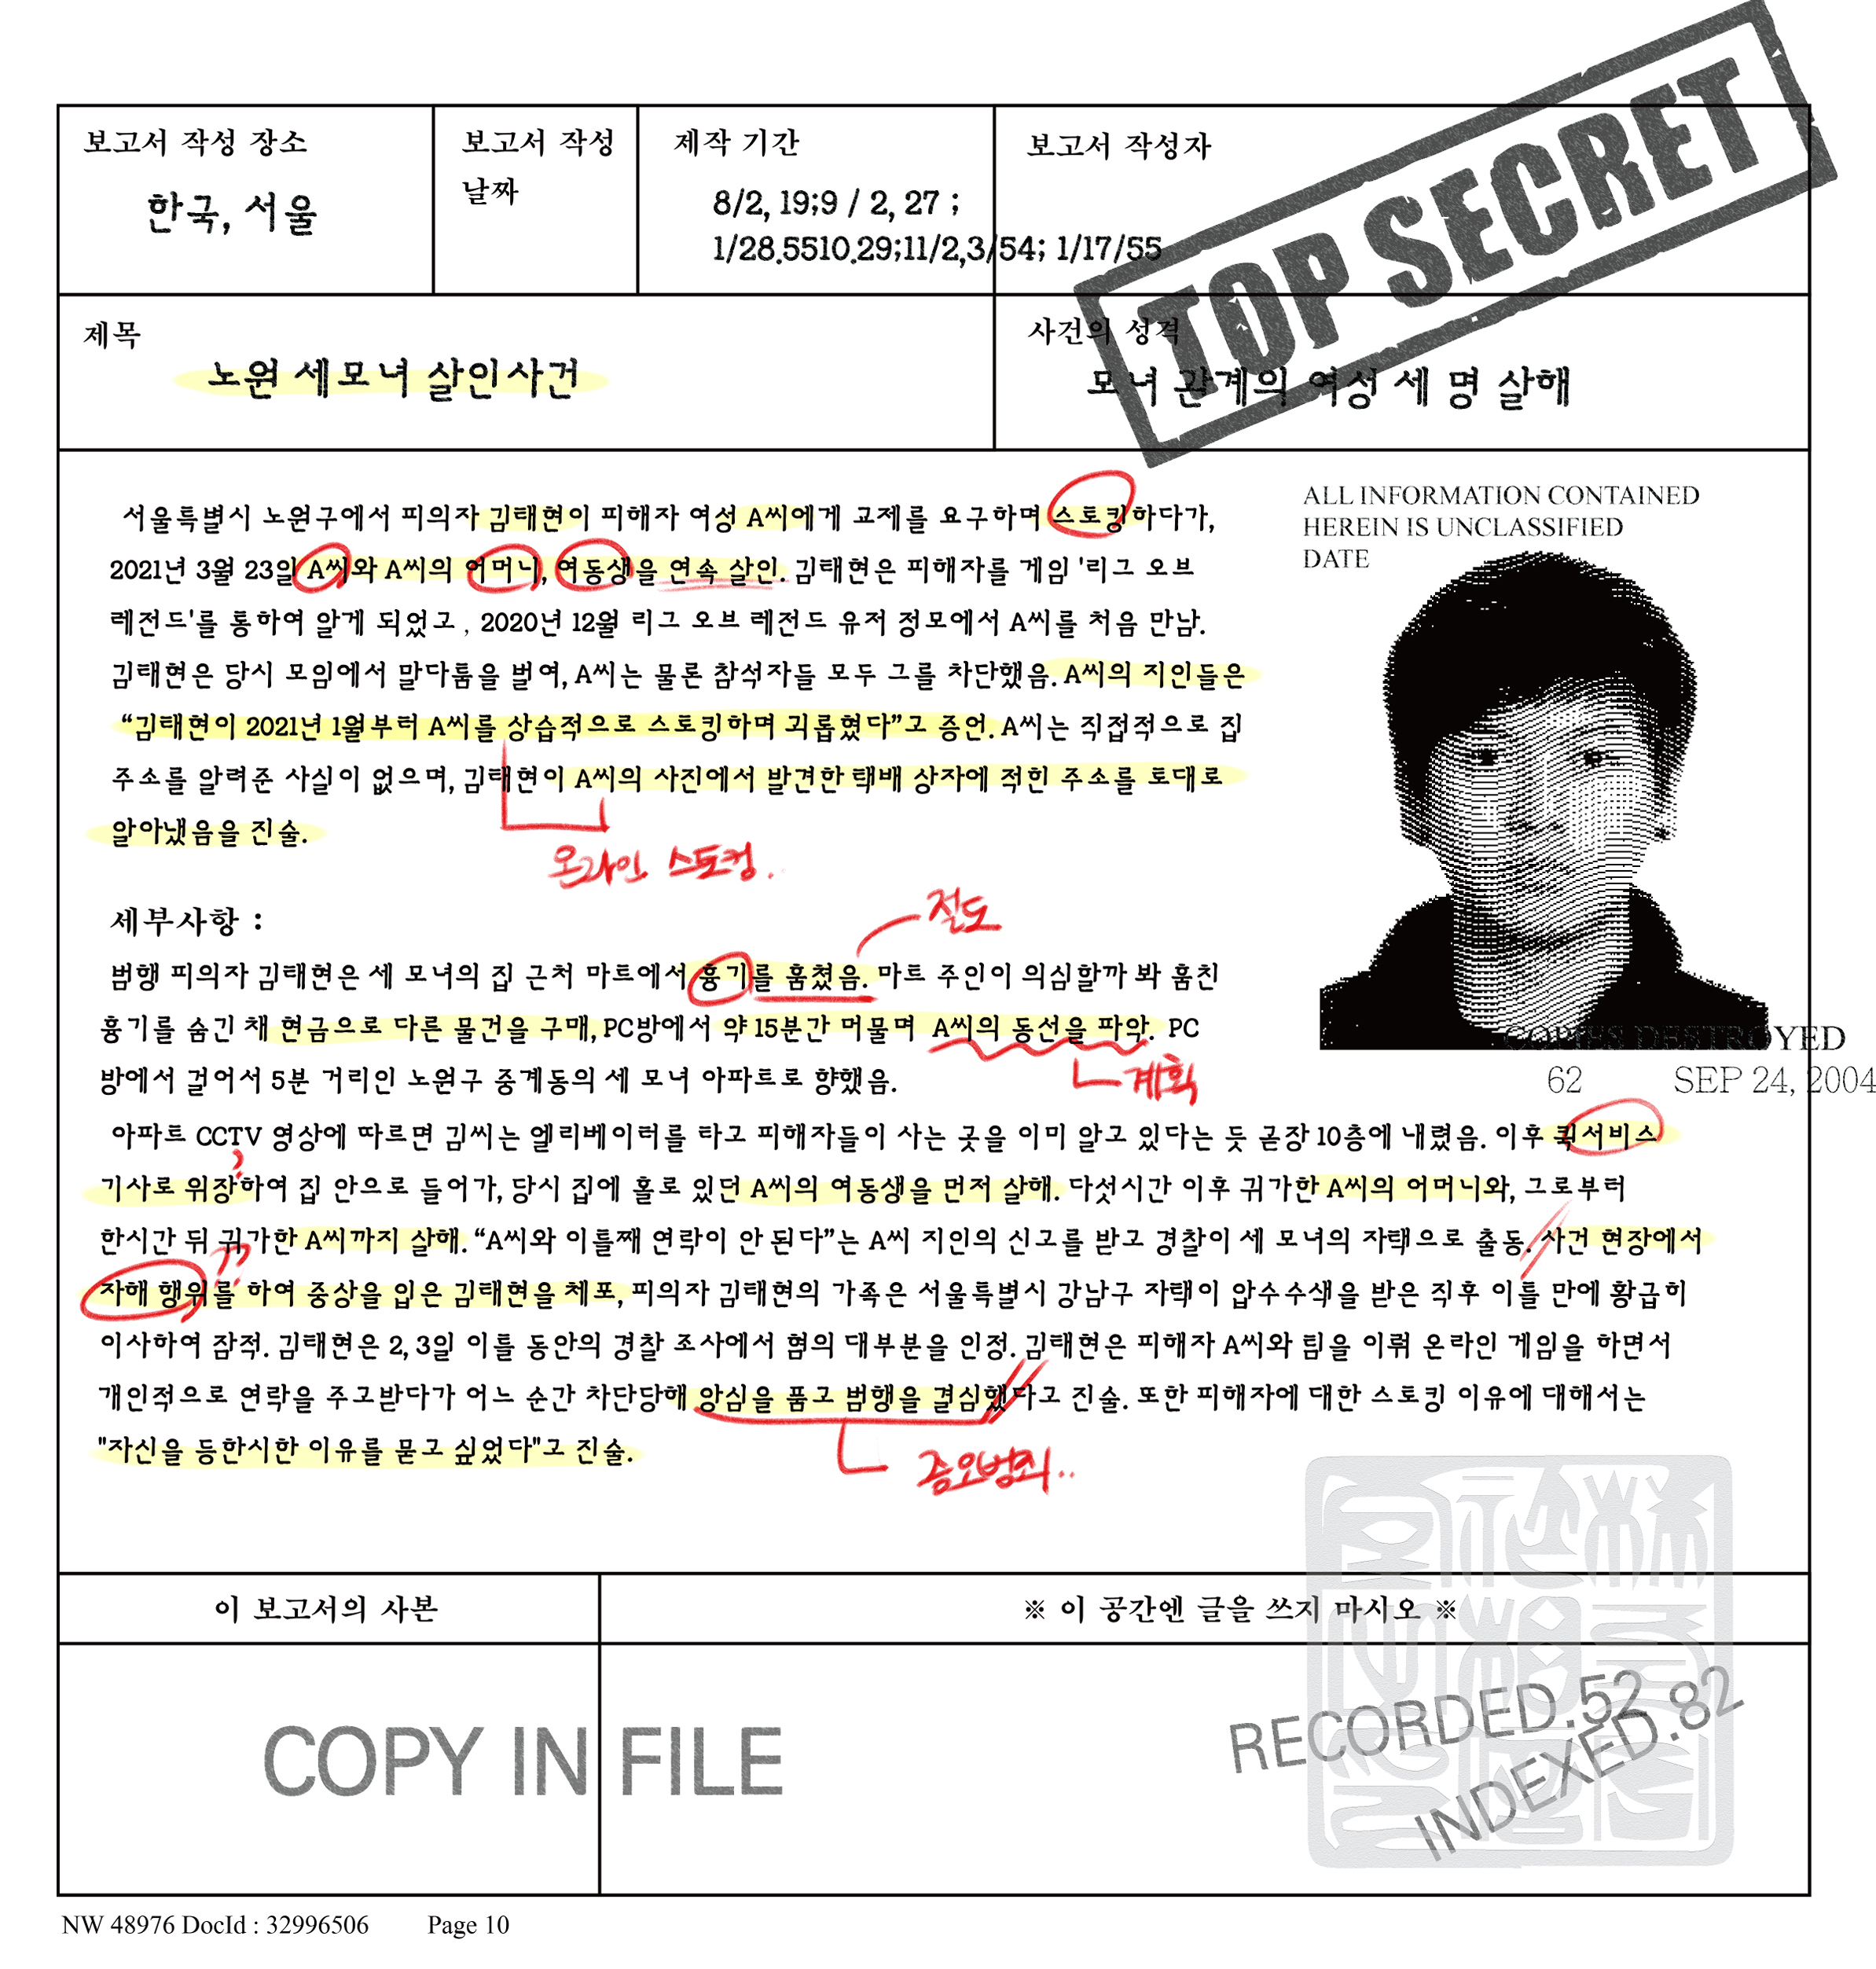 TOP SECRET
보고서 작성 장소
한국, 서울
보고서 작성
날짜
제작 기간
8/2, 19;9 / 2, 27 ;
1/28.5510.29;11/2,3/54; 1/17/55
보고서 작성자
제목
노원 세모녀 살인사건
사건의 성격
모녀 관계의 여성 세 명 살해
ALL INFORMATION CONTAINED
HEREIN IS UNCLASSIFIED
DATE
서울특별시 노원구에서 피의자 김태현이 피해자 여성 A씨에게 교제를 요구하며 스토킹하다가,
2021년 3월 23일 A씨와 A씨의 어머니, 여동생을 연속 살인. 김태현은 피해자를 게임 '리그 오브
레전드'를 통하여 알게 되었고, 2020년 12월 리그 오브 레전드 유저 정모에서 A씨를 처음 만남.
김태현은 당시 모임에서 말다툼을 벌여, A씨는 물론 참석자들 모두 그를 차단했음. A씨의 지인들은
“김태현이 2021년 1월부터 A씨를 상습적으로 스토킹하며 괴롭혔다”고 증언. A씨는 직접적으로 집
주소를 알려준 사실이 없으며, 김태현이 A씨의 사진에서 발견한 택배 상자에 적힌 주소를 토대로
알아냈음을 진술.
온라인 스토킹.
세부사항 :
절도
범행 피의자 김태현은 세 모녀의 집 근처 마트에서 흉기를 훔쳤음. 마트 주인이 의심할까 봐 훔친
흉기를 숨긴 채 현금으로 다른 물건을 구매, PC방에서 약 15분간 머물며 A씨의 동선을 파악. PC
방에서 걸어서 5분 거리인 노원구 중계동의 세 모녀 아파트로 향했음.
계획
COPIES DESTROYED
62 SEP 24, 2004
아파트 CCTV 영상에 따르면 김씨는 엘리베이터를 타고 피해자들이 사는 곳을 이미 알고 있다는 듯 곧장 10층에 내렸음. 이후 퀵서비스
?
기사로 위장하여 집 안으로 들어가, 당시 집에 홀로 있던 A씨의 여동생을 먼저 살해. 다섯시간 이후 귀가한 A씨의 어머니와, 그로부터
한시간 뒤 귀가한 A씨까지 살해. “A씨와 이틀째 연락이 안 된다”는 A씨 지인의 신고를 받고 경찰이 세 모녀의 자택으로 출동. 사건 현장에서
??
자해 행위를 하여 중상을 입은 김태현을 체포, 피의자 김태현의 가족은 서울특별시 강남구 자택이 압수수색을 받은 직후 이틀 만에 황급히
이사하여 잠적. 김태현은 2, 3일 이틀 동안의 경찰 조사에서 혐의 대부분을 인정. 김태현은 피해자 A씨와 팀을 이뤄 온라인 게임을 하면서
개인적으로 연락을 주고받다가 어느 순간 차단당해 앙심을 품고 범행을 결심했다고 진술. 또한 피해자에 대한 스토킹 이유에 대해서는
"자신을 등한시한 이유를 묻고 싶었다"고 진술.
증오범죄..
이 보고서의 사본
※ 이 공간엔 글을 쓰지 마시오 ※
COPY IN FILE
RECORDED.52
INDEXED.82
NW 48976 DocId : 32996506 Page 10